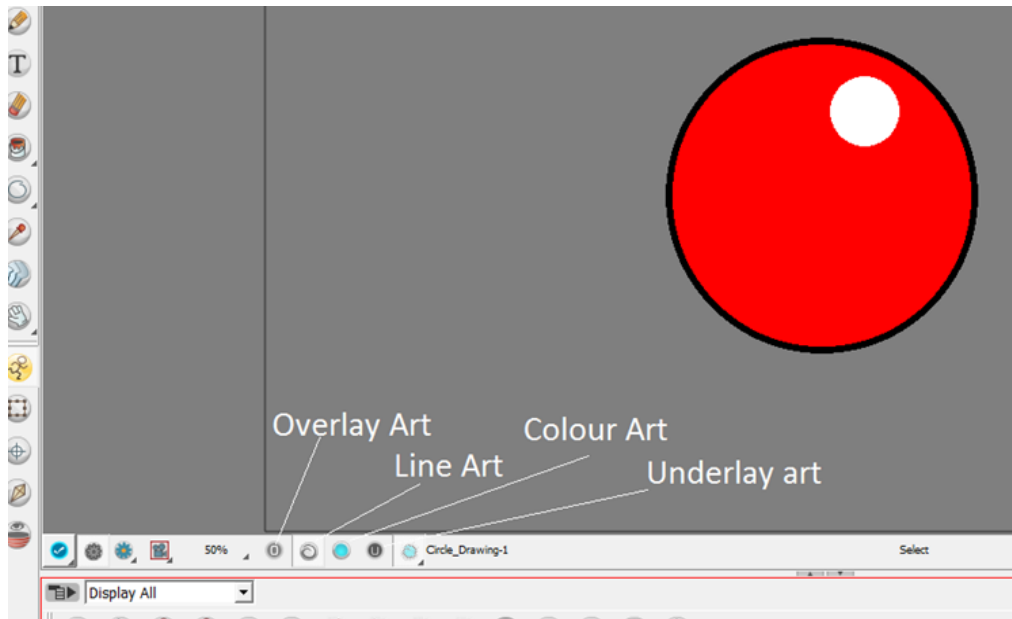 T
Overlay Art
Colour Art
Line Art
Underlay art
50%
Circle_Drawing-1
Select
Display All